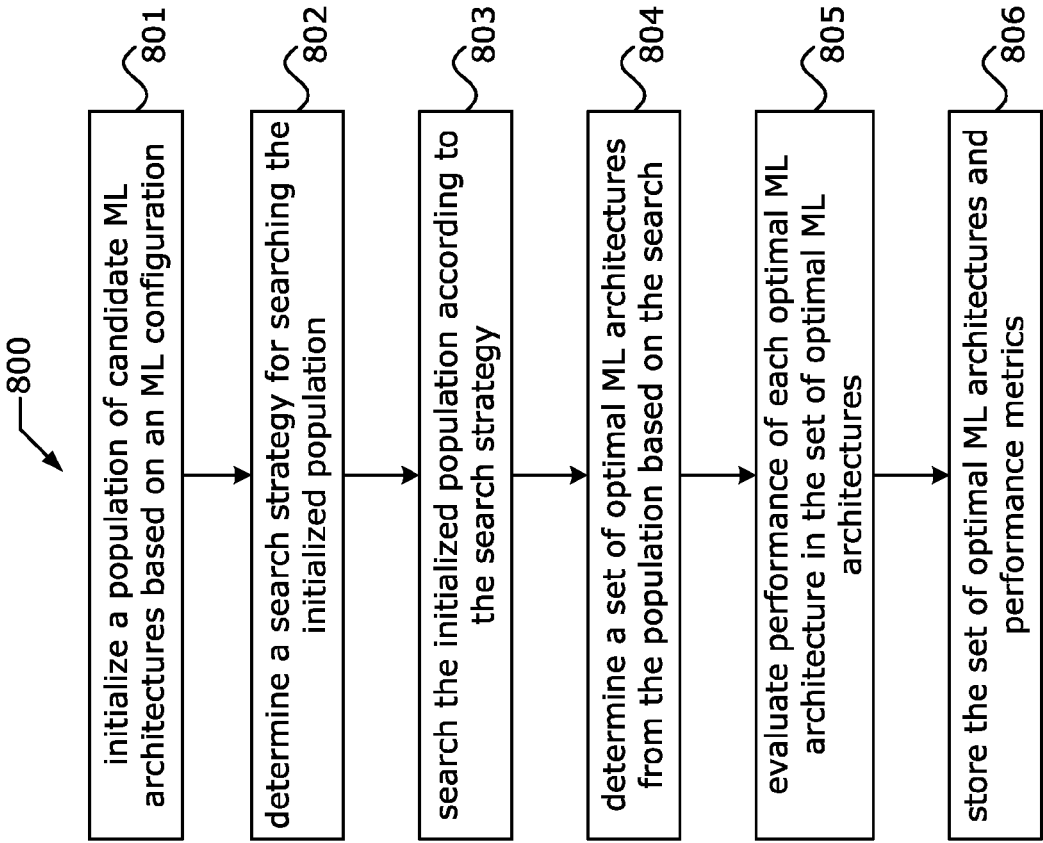 800
initialize a population of candidate ML
architectures based on an ML configuration
801
determine a search strategy for searching the
initialized population
802
search the initialized population according to
the search strategy
803
determine a set of optimal ML architectures
from the population based on the search
804
evaluate performance of each optimal ML
architecture in the set of optimal ML
architectures
805
store the set of optimal ML architectures and
performance metrics
806